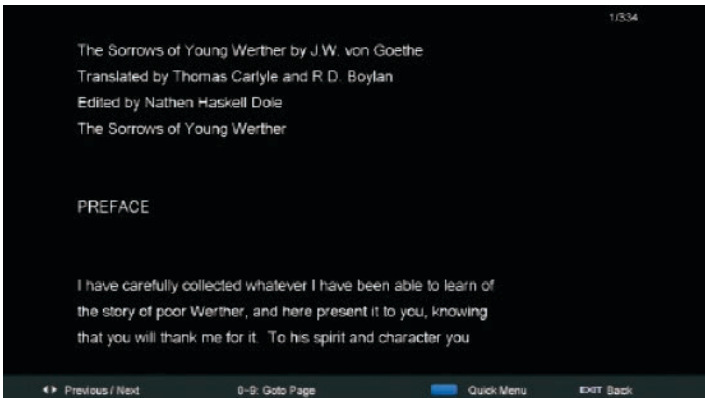 1/334
The Sorrows of Young Werther by J.W. von Goethe
Translated by Thomas Carlyle and R.D. Boylan
Edited by Nathen Haskell Dole
The Sorrows of Young Werther
PREFACE
I have carefully collected whatever I have been able to learn of
the story of poor Werther, and here present it to you, knowing
that you will thank me for it. To his spirit and character you
Previous / Next 0~9: Goto Page Quick Menu EXIT Back